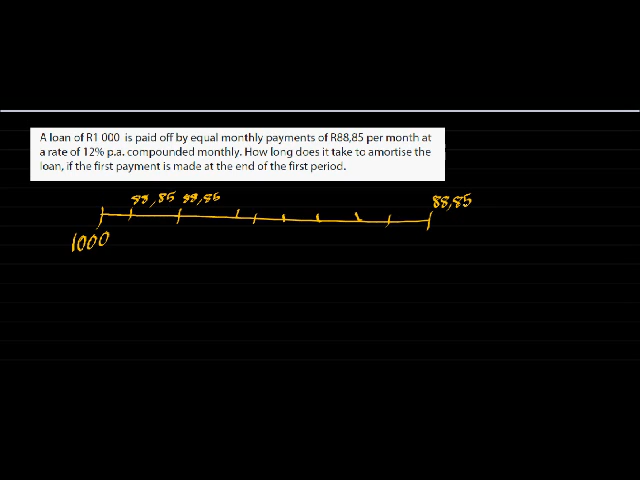 A loan of R1 000 is paid off by equal monthly payments of R88,85 per month at
a rate of 12% p.a. compounded monthly. How long does it take to amortise the
loan, if the first payment is made at the end of the first period.
88,85 88,85 88,85
1000